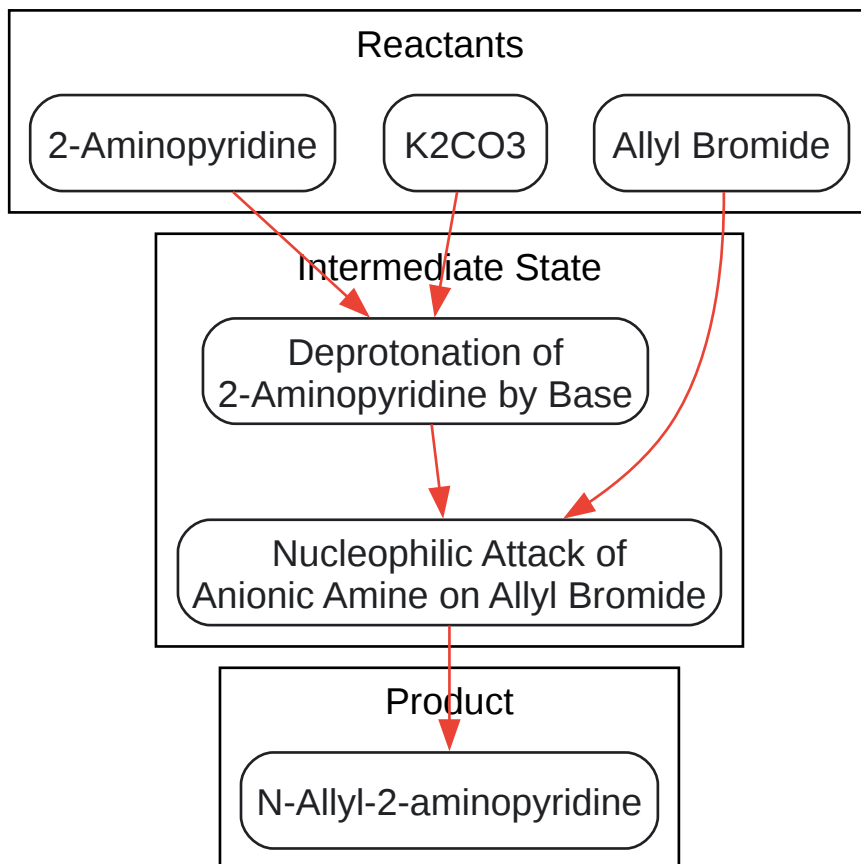 Reactants
2-Aminopyridine
K2CO3
Allyl Bromide
Intermediate State
Deprotonation of
2-Aminopyridine by Base
Nucleophilic Attack of
Anionic Amine on Allyl Bromide
Product
N-Allyl-2-aminopyridine